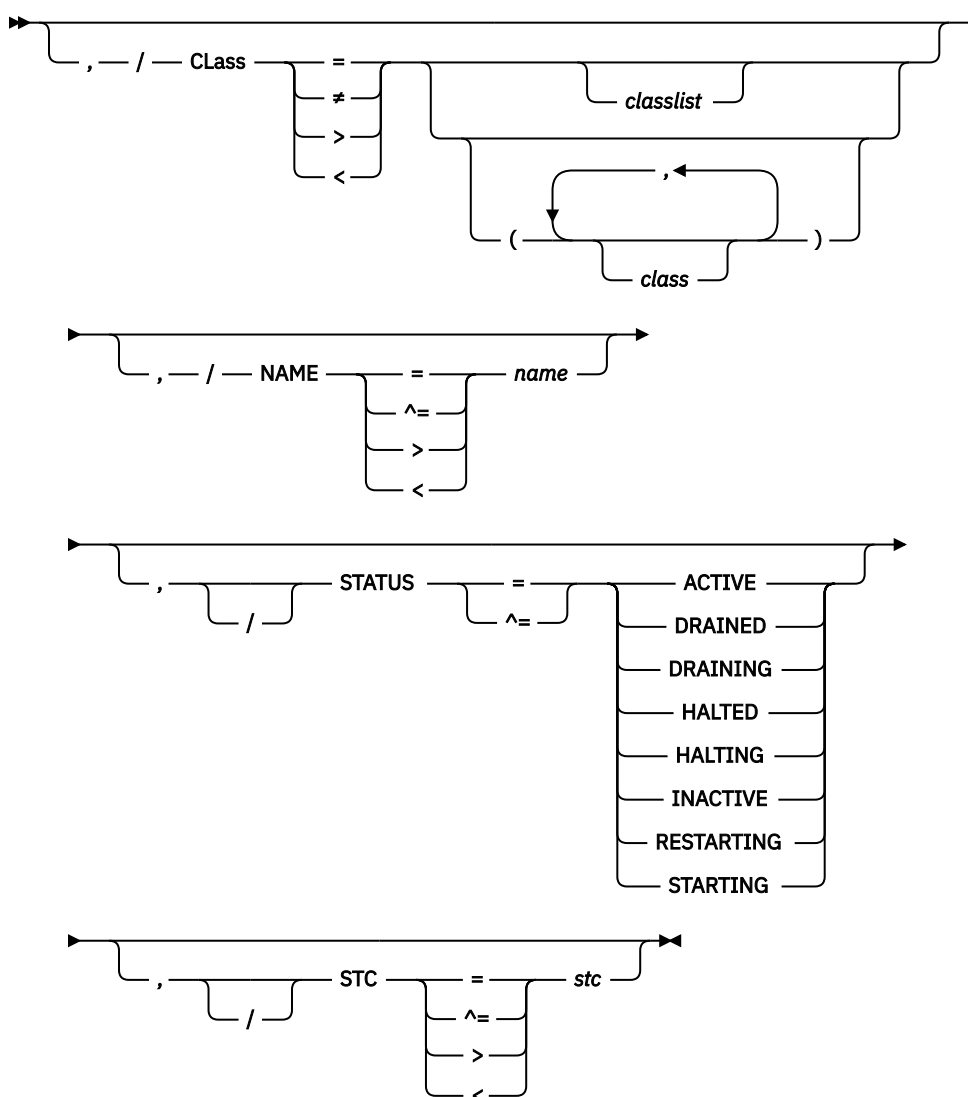 , / CLass =
≠
>
<
classlist
,
( )
class
, / NAME = name
^=
>
<
, STATUS = ACTIVE
/ ^= DRAINED
DRAINING
HALTED
HALTING
INACTIVE
RESTARTING
STARTING
, STC = stc
/ ^=
>
<